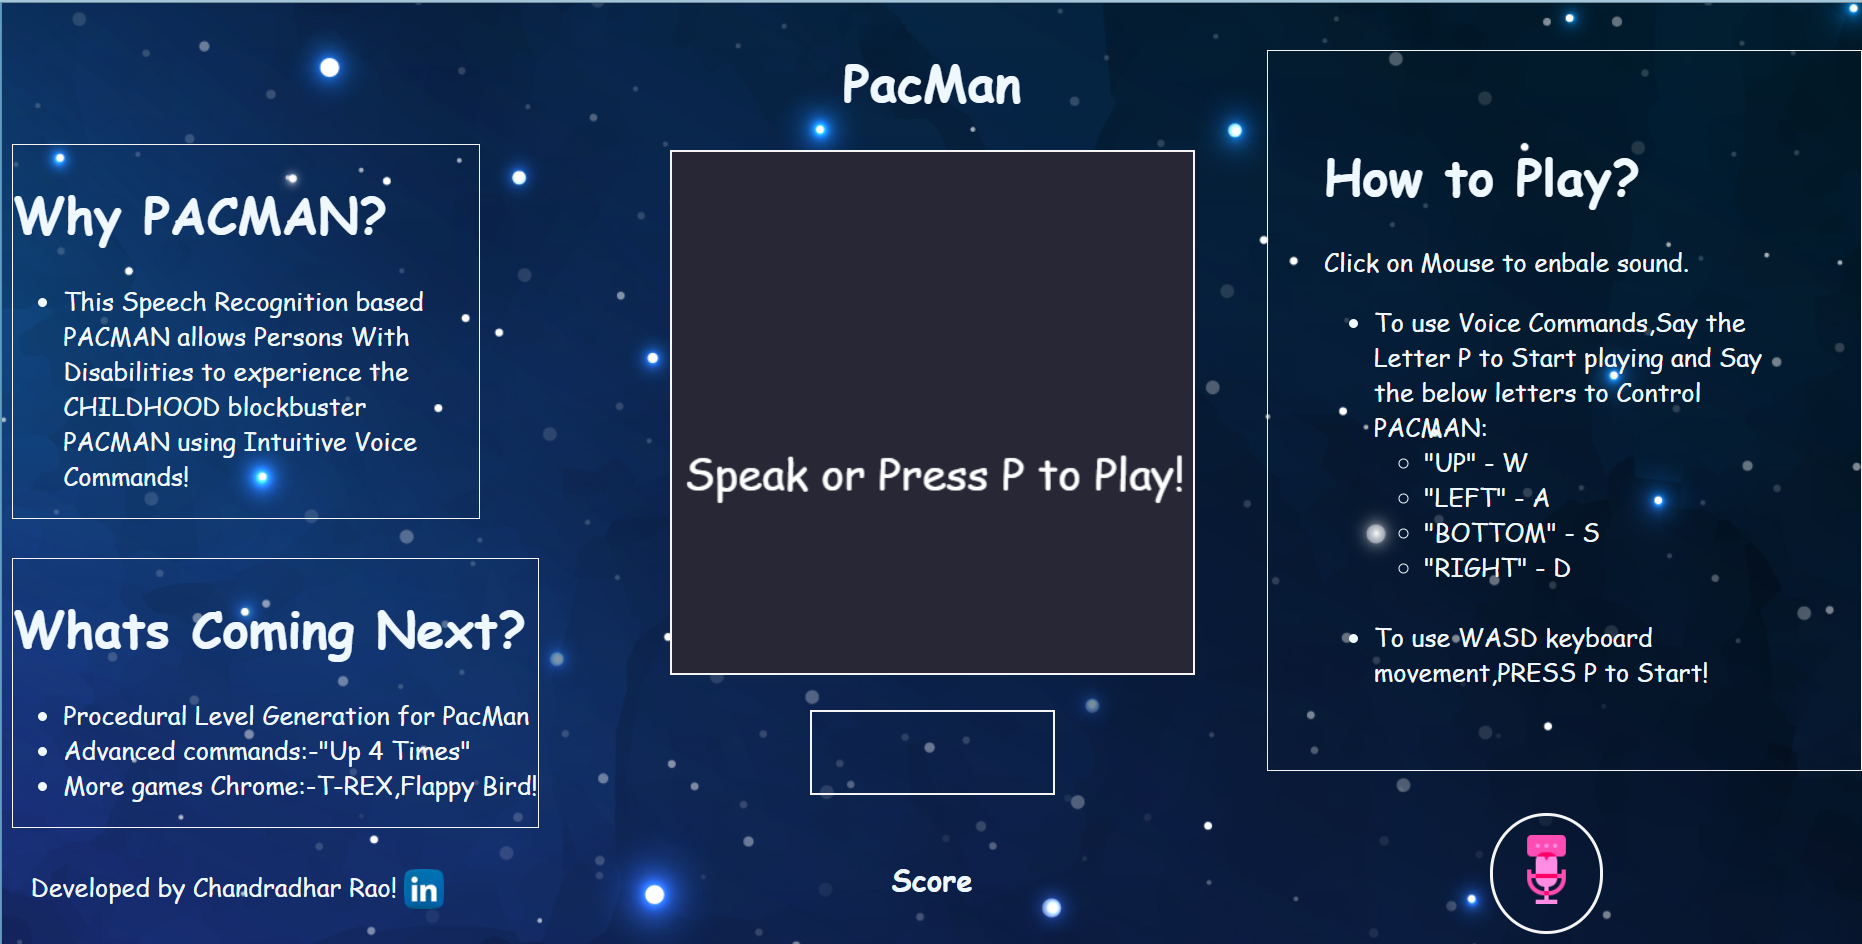 PacMan
Why PACMAN?
This Speech Recognition based
PACMAN allows Persons With
Disabilities to experience the
CHILDHOOD blockbuster
PACMAN using Intuitive Voice
Commands!
Whats Coming Next?
Procedural Level Generation for PacMan
Advanced commands:-"Up 4 Times"
More games Chrome:-T-REX,Flappy Bird!
Developed by Chandradhar Rao! in
Speak or Press P to Play!
Score
How to Play?
Click on Mouse to enbale sound.
To use Voice Commands,Say the
Letter P to Start playing and Say
the below letters to Control
PACMAN:
"UP" - W
"LEFT" - A
"BOTTOM" - S
"RIGHT" - D
To use WASD keyboard
movement,PRESS P to Start!